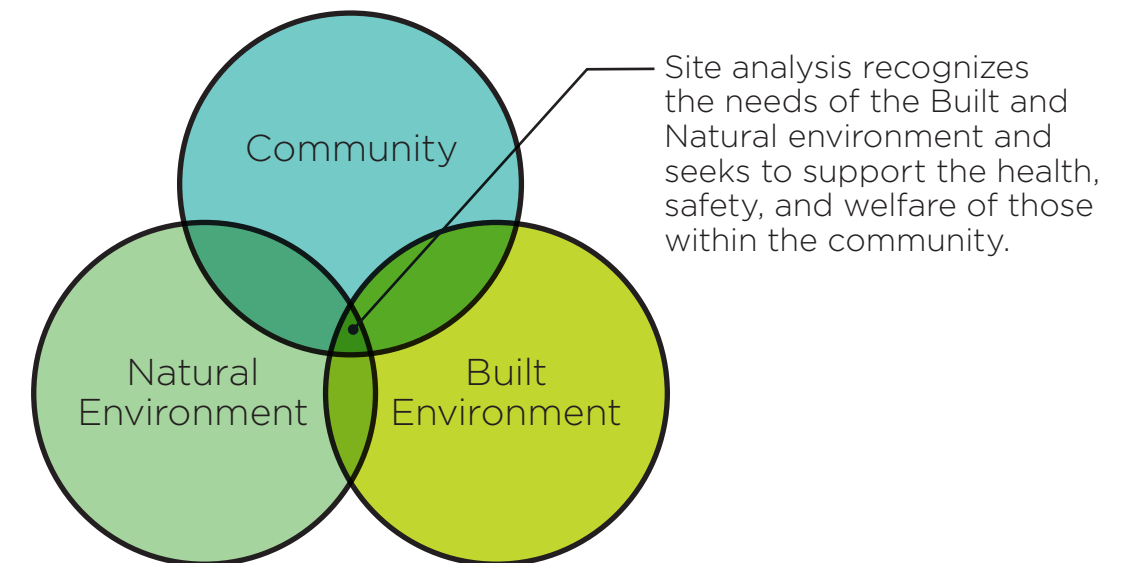 Community
Site analysis recognizes
the needs of the Built and
Natural environment and
seeks to support the health,
safety, and welfare of those
within the community.
Natural
Environment
Built
Environment